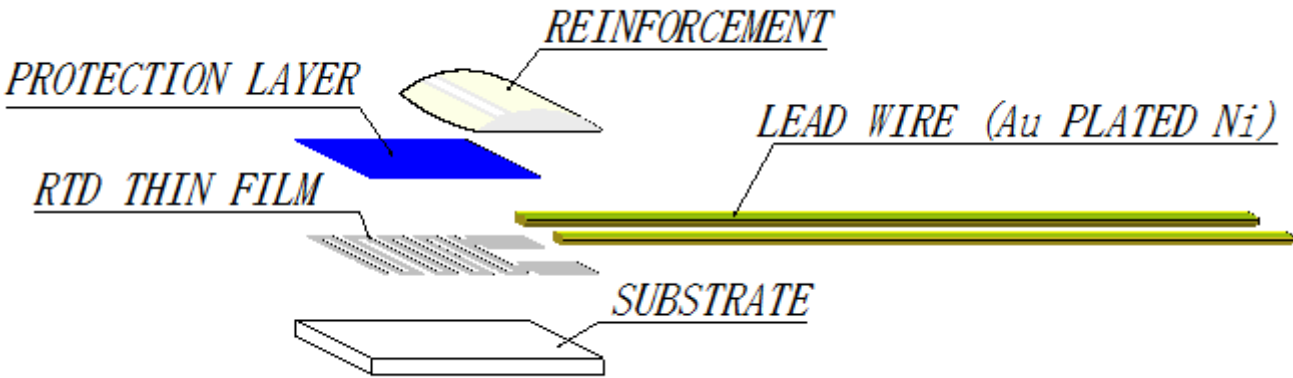 REINFORCEMENT
PROTECTION LAYER
LEAD WIRE (Au PLATED Ni)
RTD THIN FILM
SUBSTRATE